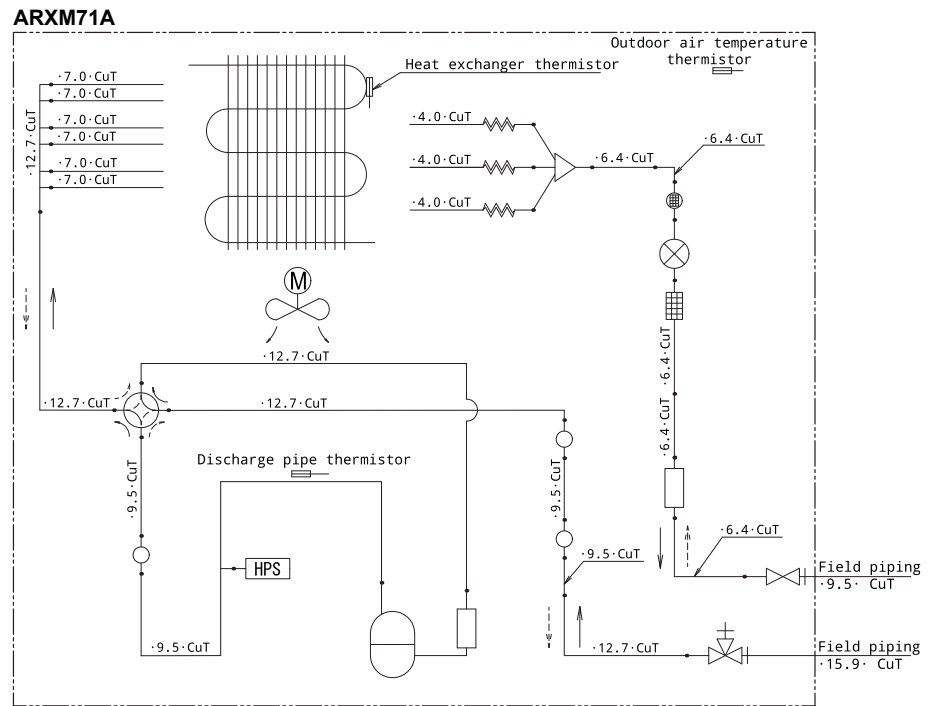 ARXM71A
Outdoor air temperature
thermistor
Heat exchanger thermistor
·7.0·CuT
·7.0·CuT
·7.0·CuT
·7.0·CuT
·7.0·CuT
·7.0·CuT
·12.7·CuT
·4.0·CuT
·4.0·CuT
·4.0·CuT
·6.4·CuT
·6.4·CuT
M
·12.7·CuT
·6.4·CuT
·12.7·CuT
·12.7·CuT
·6.4·CuT
Discharge pipe thermistor
·9.5·CuT
·9.5·CuT
·6.4·CuT
·9.5·CuT
HPS
Field piping
·9.5· CuT
·9.5·CuT
·12.7·CuT
Field piping
·15.9· CuT